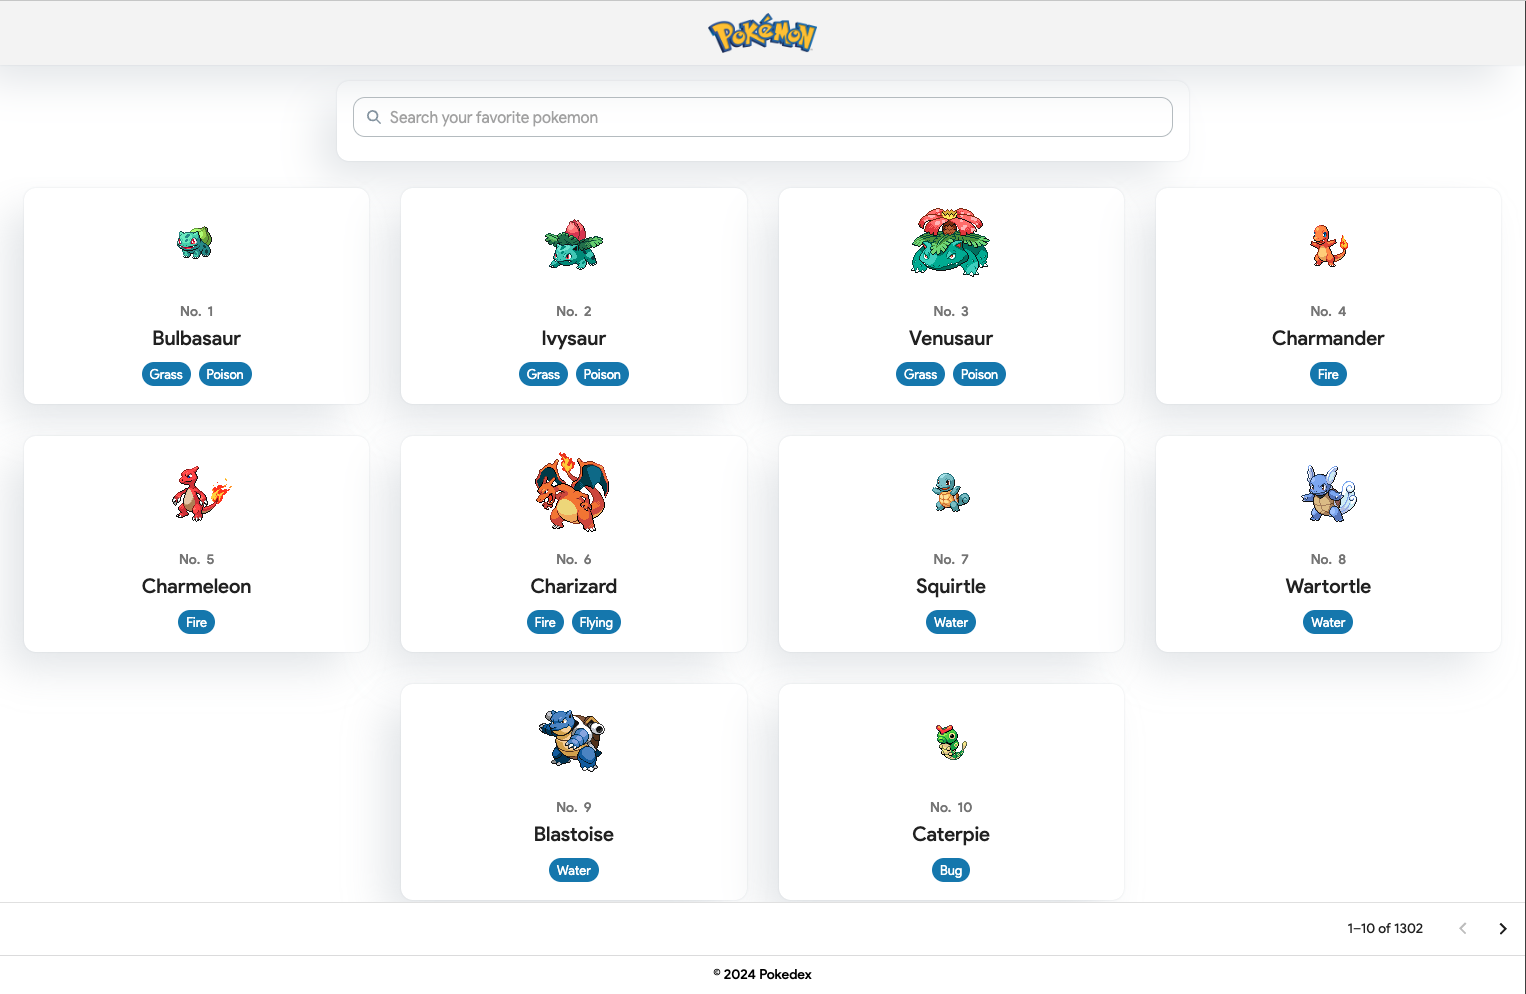 Pokémon
Search your favorite pokemon
No. 1
Bulbasaur
Grass Poison
No. 2
Ivysaur
Grass Poison
No. 3
Venusaur
Grass Poison
No. 4
Charmander
Fire
No. 5
Charmeleon
Fire
No. 6
Charizard
Fire Flying
No. 7
Squirtle
Water
No. 8
Wartortle
Water
No. 9
Blastoise
Water
No. 10
Caterpie
Bug
1–10 of 1302
© 2024 Pokedex